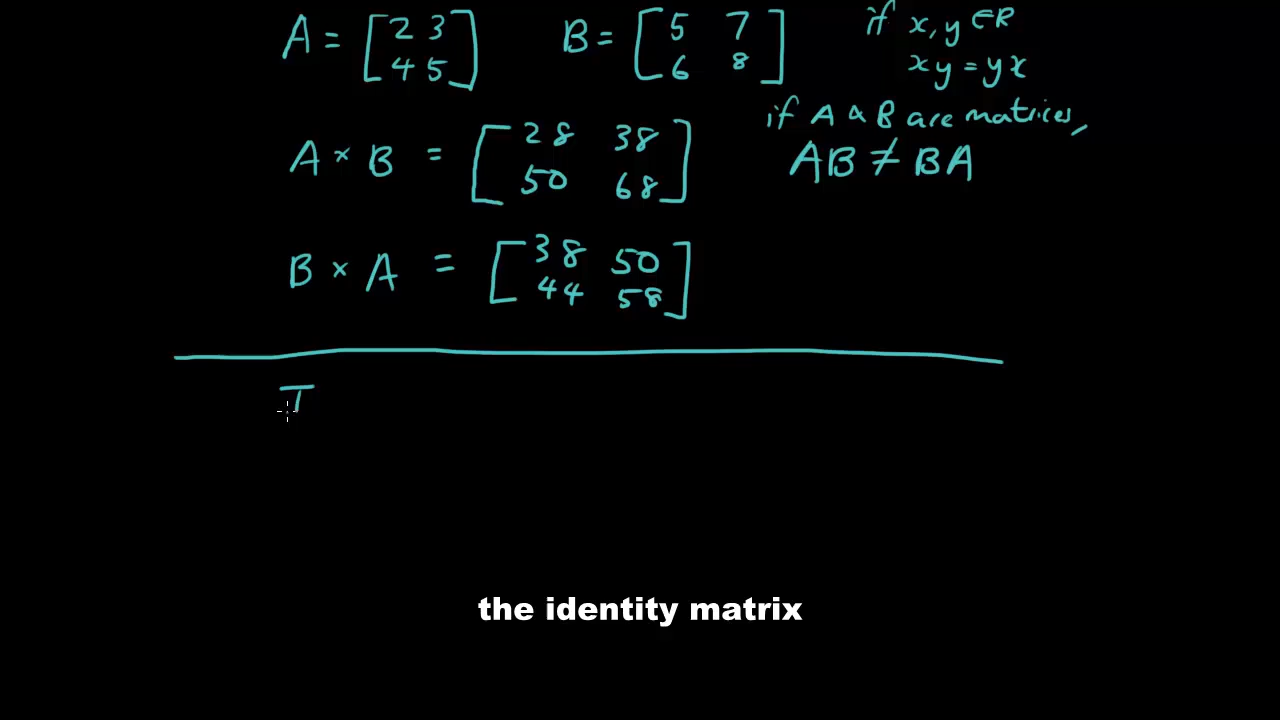 A = [2 3 B = [5 7 if x, y ∈ R
4 5] 6 8] xy = yx
if A & B are matrices,
A × B = [28 38 AB ≠ BA
50 68]
B × A = [38 50
44 58]
I
the identity matrix